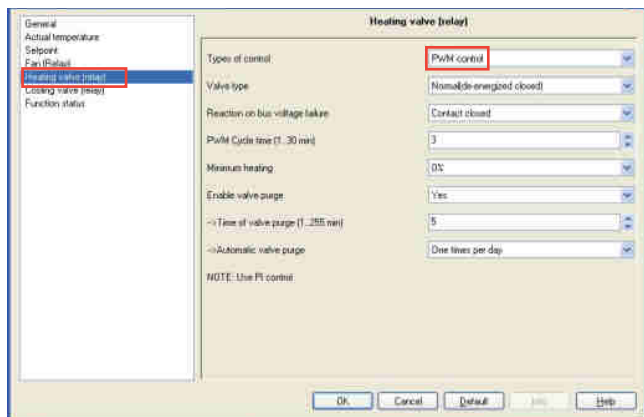 General
Actual temperature
Setpoint
Fan (Relay)
Heating valve (relay)
Cooling valve (relay)
Function status
Heating valve (relay)
Types of control PWM control
Valve type Normal(de-energized closed)
Reaction on bus voltage failure Contact closed
PWM Cycle time (1..30 min) 3
Minimum heating 0%
Enable valve purge Yes
->Time of valve purge (1..255 min) 5
->Automatic valve purge One times per day
NOTE: Use PI control
OK Cancel Default Help